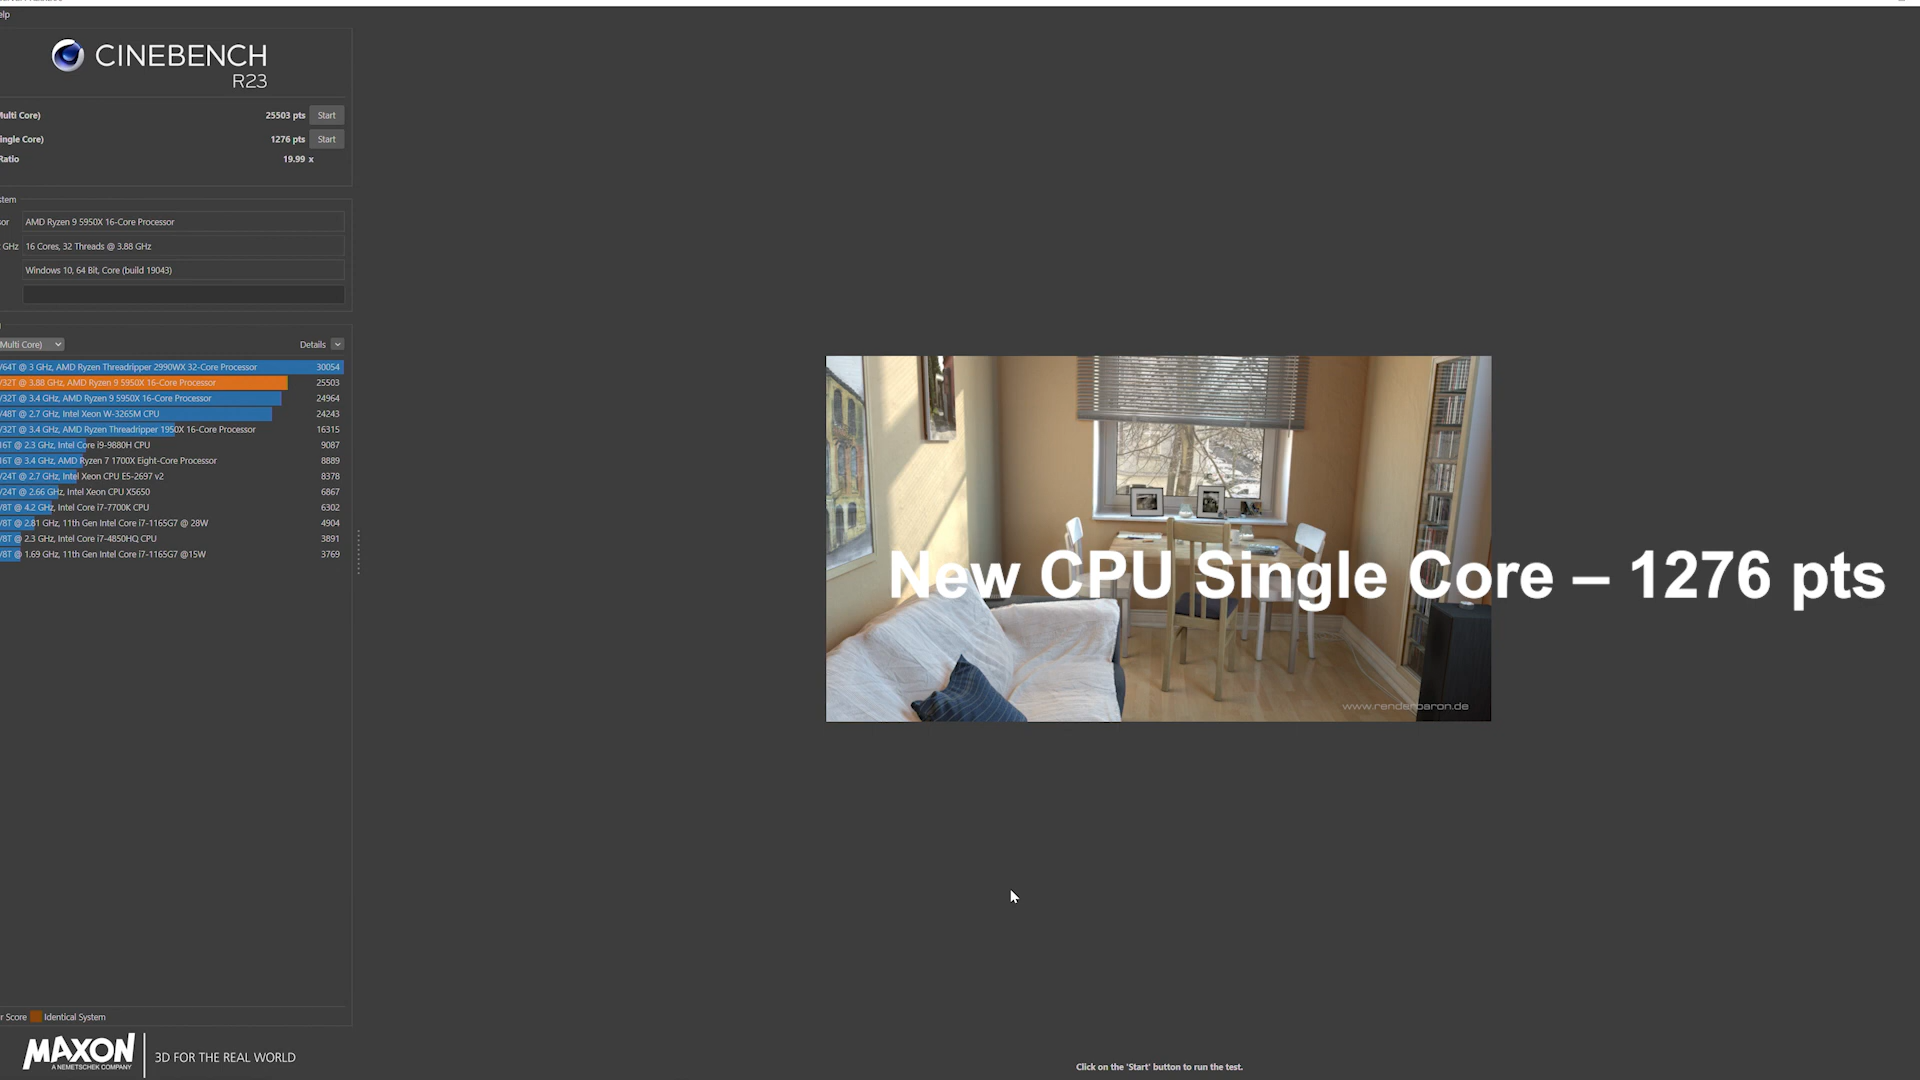 elp
CINEBENCH
R23
Multi Core) 25503 pts Start
ingle Core) 1276 pts Start
Ratio 19.99 x
stem
sor AMD Ryzen 9 5950X 16-Core Processor
GHz 16 Cores, 32 Threads @ 3.88 GHz
Windows 10, 64 Bit, Core (build 19043)
Multi Core) Details
/64T @ 3 GHz, AMD Ryzen Threadripper 2990WX 32-Core Processor 30054
/32T @ 3.88 GHz, AMD Ryzen 9 5950X 16-Core Processor 25503
/32T @ 3.4 GHz, AMD Ryzen 9 5950X 16-Core Processor 24964
/48T @ 2.7 GHz, Intel Xeon W-3265M CPU 24243
/32T @ 3.4 GHz, AMD Ryzen Threadripper 1950X 16-Core Processor 16315
16T @ 2.3 GHz, Intel Core i9-9880H CPU 9087
16T @ 3.4 GHz, AMD Ryzen 7 1700X Eight-Core Processor 8889
/24T @ 2.7 GHz, Intel Xeon CPU E5-2697 v2 8378
/24T @ 2.66 GHz, Intel Xeon CPU X5650 6867
/8T @ 4.2 GHz, Intel Core i7-7700K CPU 6302
/8T @ 2.81 GHz, 11th Gen Intel Core i7-1165G7 @ 28W 4904
/8T @ 2.3 GHz, Intel Core i7-4850HQ CPU 3891
/8T @ 1.69 GHz, 11th Gen Intel Core i7-1165G7 @15W 3769
New CPU Single Core – 1276 pts
www.renderbaron.de
r Score Identical System
MAXON
A NEMETSCHEK COMPANY
3D FOR THE REAL WORLD
Click on the 'Start' button to run the test.